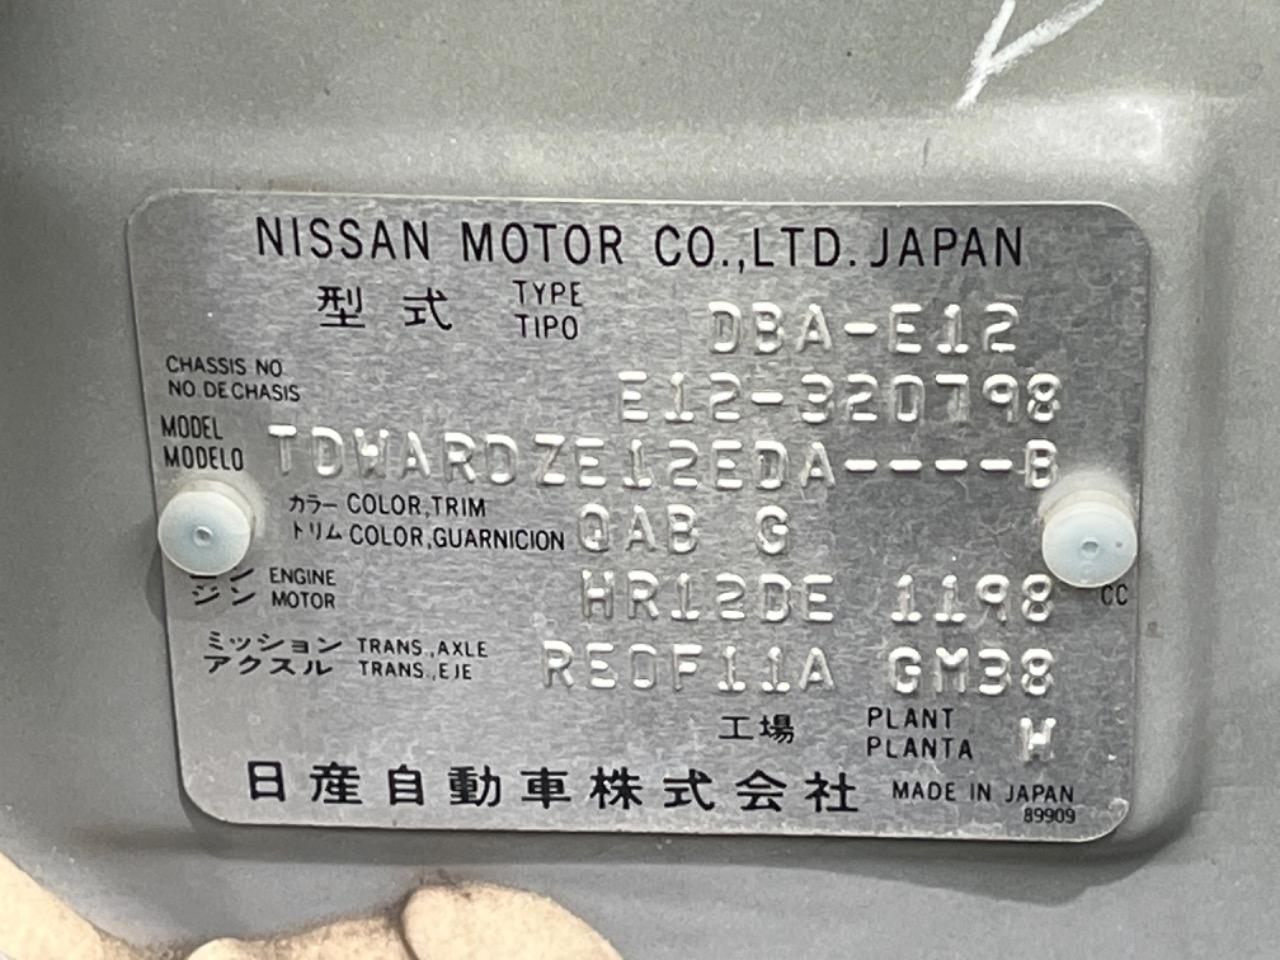 NISSAN MOTOR CO.,LTD. JAPAN
型式 TYPE TIPO DBA-E12
CHASSIS NO
NO.DE CHASIS E12-320798
MODEL
MODELO TDWARDZE12EDA----B
カラー COLOR,TRIM
トリム COLOR,GUARNICION QAB G
ENGINE
ジン MOTOR HR12DE 1198 CC
ミッション TRANS.,AXLE
アクスル TRANS.,EJE RE0F11A GM38
工場 PLANT PLANTA H
日産自動車株式会社 MADE IN JAPAN
89909